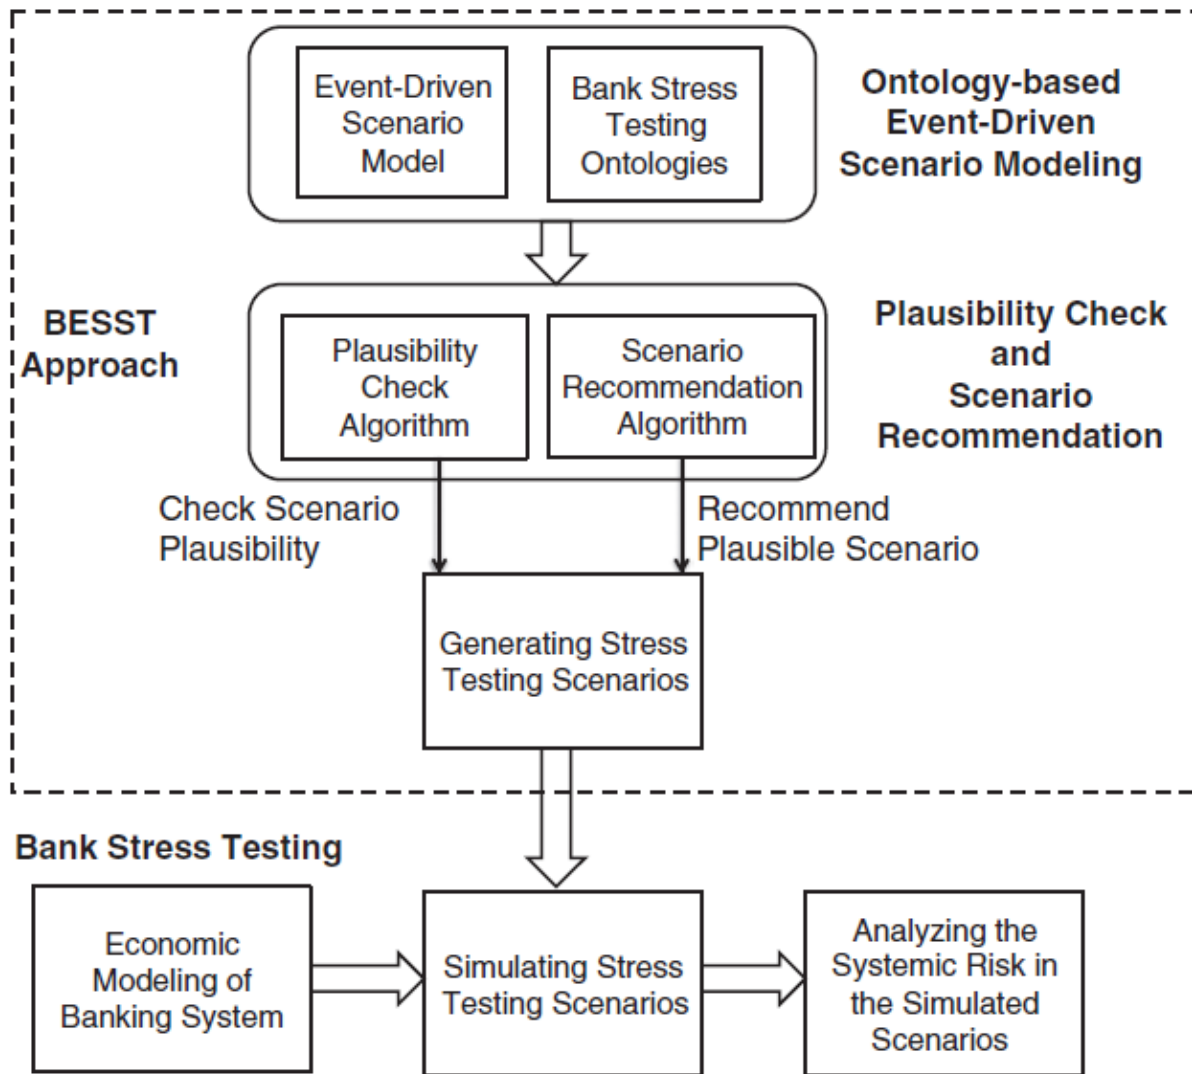 Event-Driven
Scenario
Model
Bank Stress
Testing
Ontologies
Ontology-based
Event-Driven
Scenario Modeling
BESST
Approach
Plausibility
Check
Algorithm
Scenario
Recommendation
Algorithm
Plausibility Check
and
Scenario
Recommendation
Check Scenario
Plausibility
Recommend
Plausible Scenario
Generating Stress
Testing Scenarios
Bank Stress Testing
Economic
Modeling of
Banking System
Simulating Stress
Testing Scenarios
Analyzing the
Systemic Risk in
the Simulated
Scenarios